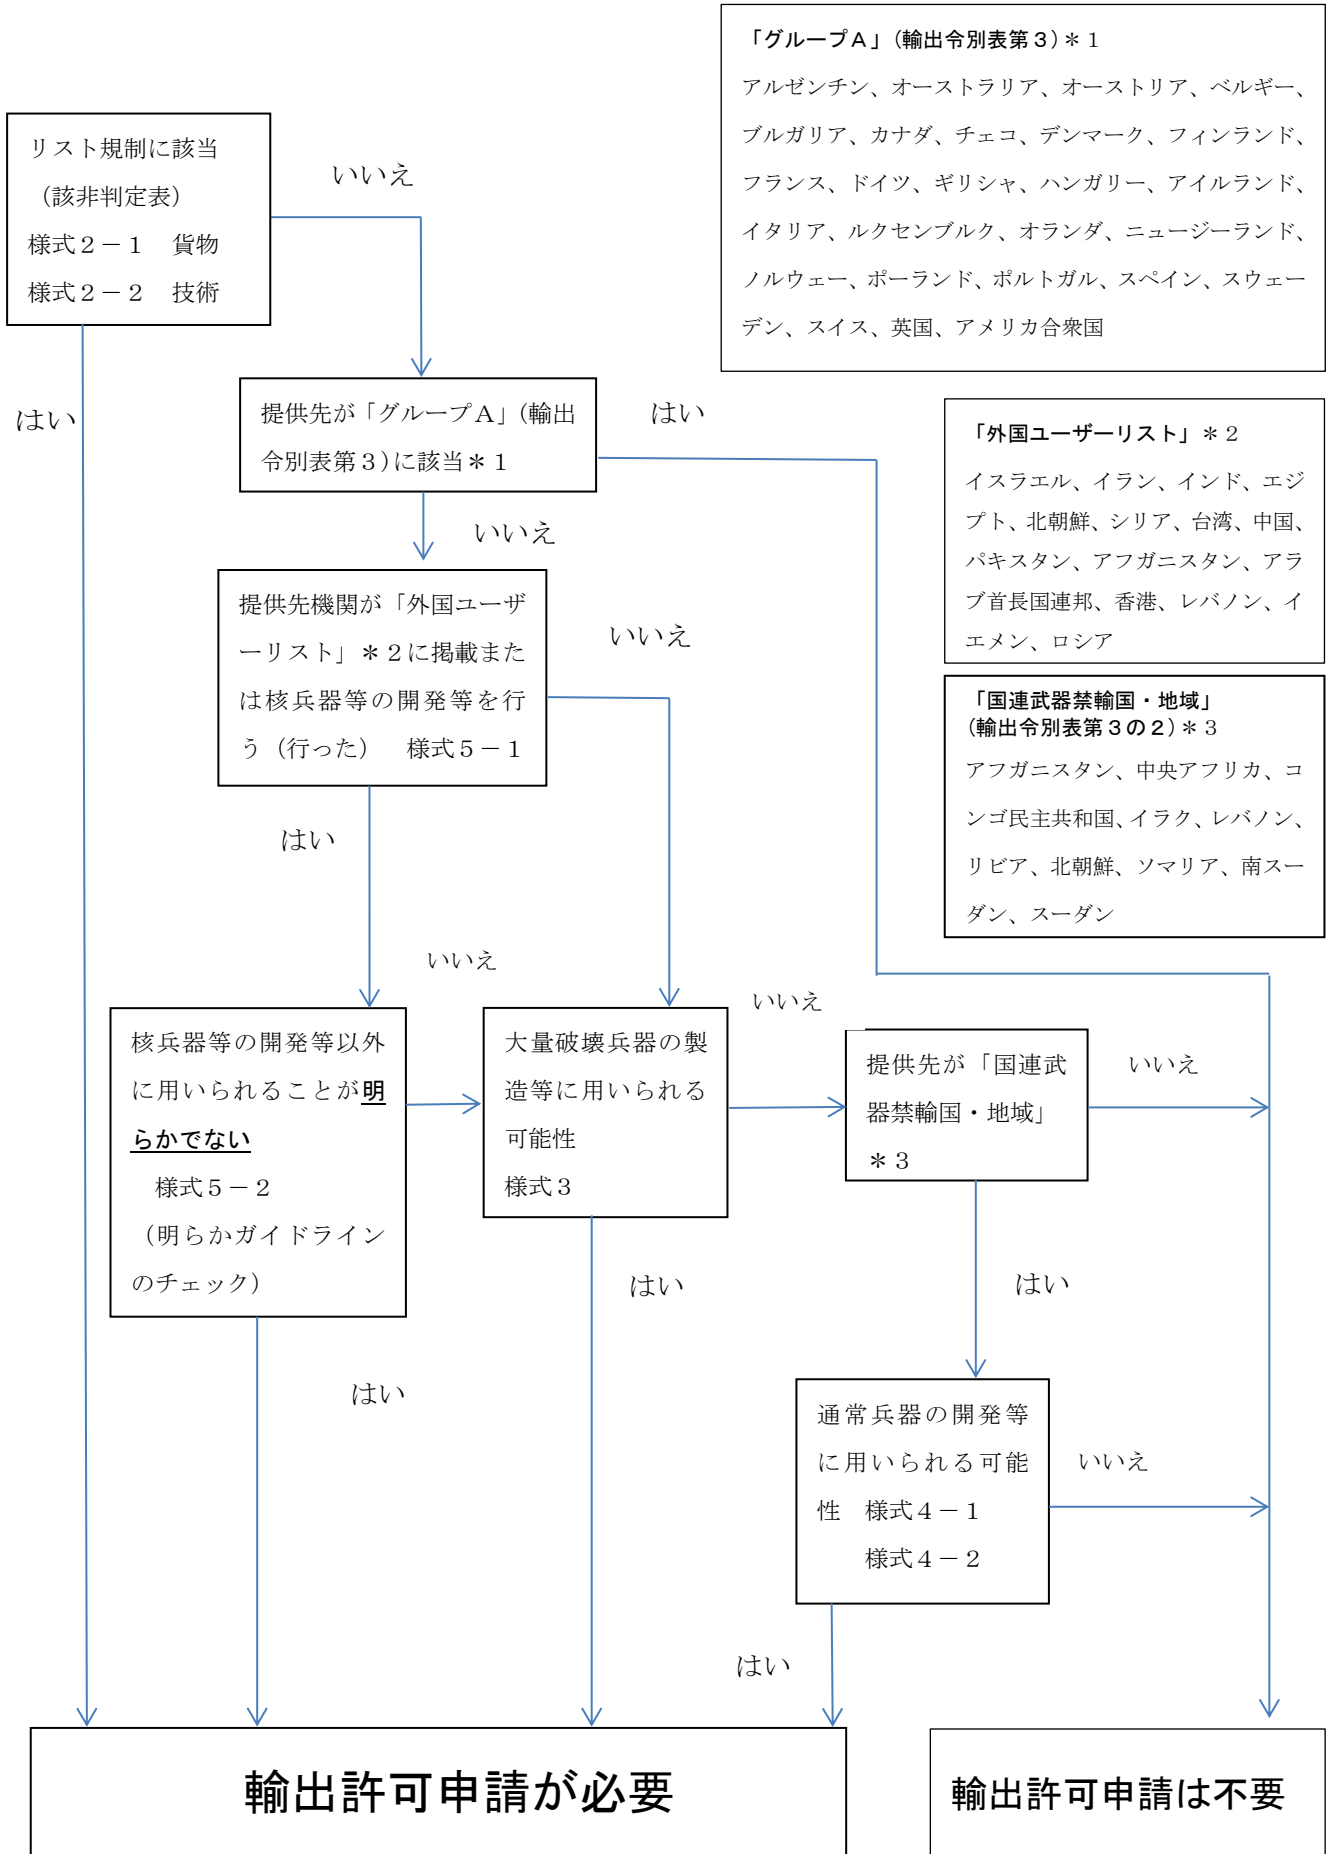 「グループA」(輸出令別表第3)*1
アルゼンチン、オーストラリア、オーストリア、ベルギー、
ブルガリア、カナダ、チェコ、デンマーク、フィンランド、
フランス、ドイツ、ギリシャ、ハンガリー、アイルランド、
イタリア、ルクセンブルク、オランダ、ニュージーランド、
ノルウェー、ポーランド、ポルトガル、スペイン、スウェー
デン、スイス、英国、アメリカ合衆国
リスト規制に該当
(該非判定表)
様式2-1 貨物
様式2-2 技術
いいえ
はい
提供先が「グループA」(輸出
令別表第3)に該当*1
はい
いいえ
「外国ユーザーリスト」*2
イスラエル、イラン、インド、エジ
プト、北朝鮮、シリア、台湾、中国、
パキスタン、アフガニスタン、アラ
ブ首長国連邦、香港、レバノン、イ
エメン、ロシア
提供先機関が「外国ユーザ
ーリスト」*2に掲載また
は核兵器等の開発等を行
う(行った) 様式5-1
いいえ
はい
「国連武器禁輸国・地域」
(輸出令別表第3の2)*3
アフガニスタン、中央アフリカ、コ
ンゴ民主共和国、イラク、レバノン、
リビア、北朝鮮、ソマリア、南スー
ダン、スーダン
核兵器等の開発等以外
に用いられることが明
らかでない
様式5-2
(明らかガイドライン
のチェック)
いいえ
はい
大量破壊兵器の製
造等に用いられる
可能性
様式3
いいえ
はい
提供先が「国連武
器禁輸国・地域」
*3
いいえ
はい
通常兵器の開発等
に用いられる可能
性 様式4-1
様式4-2
いいえ
はい
輸出許可申請が必要
輸出許可申請は不要